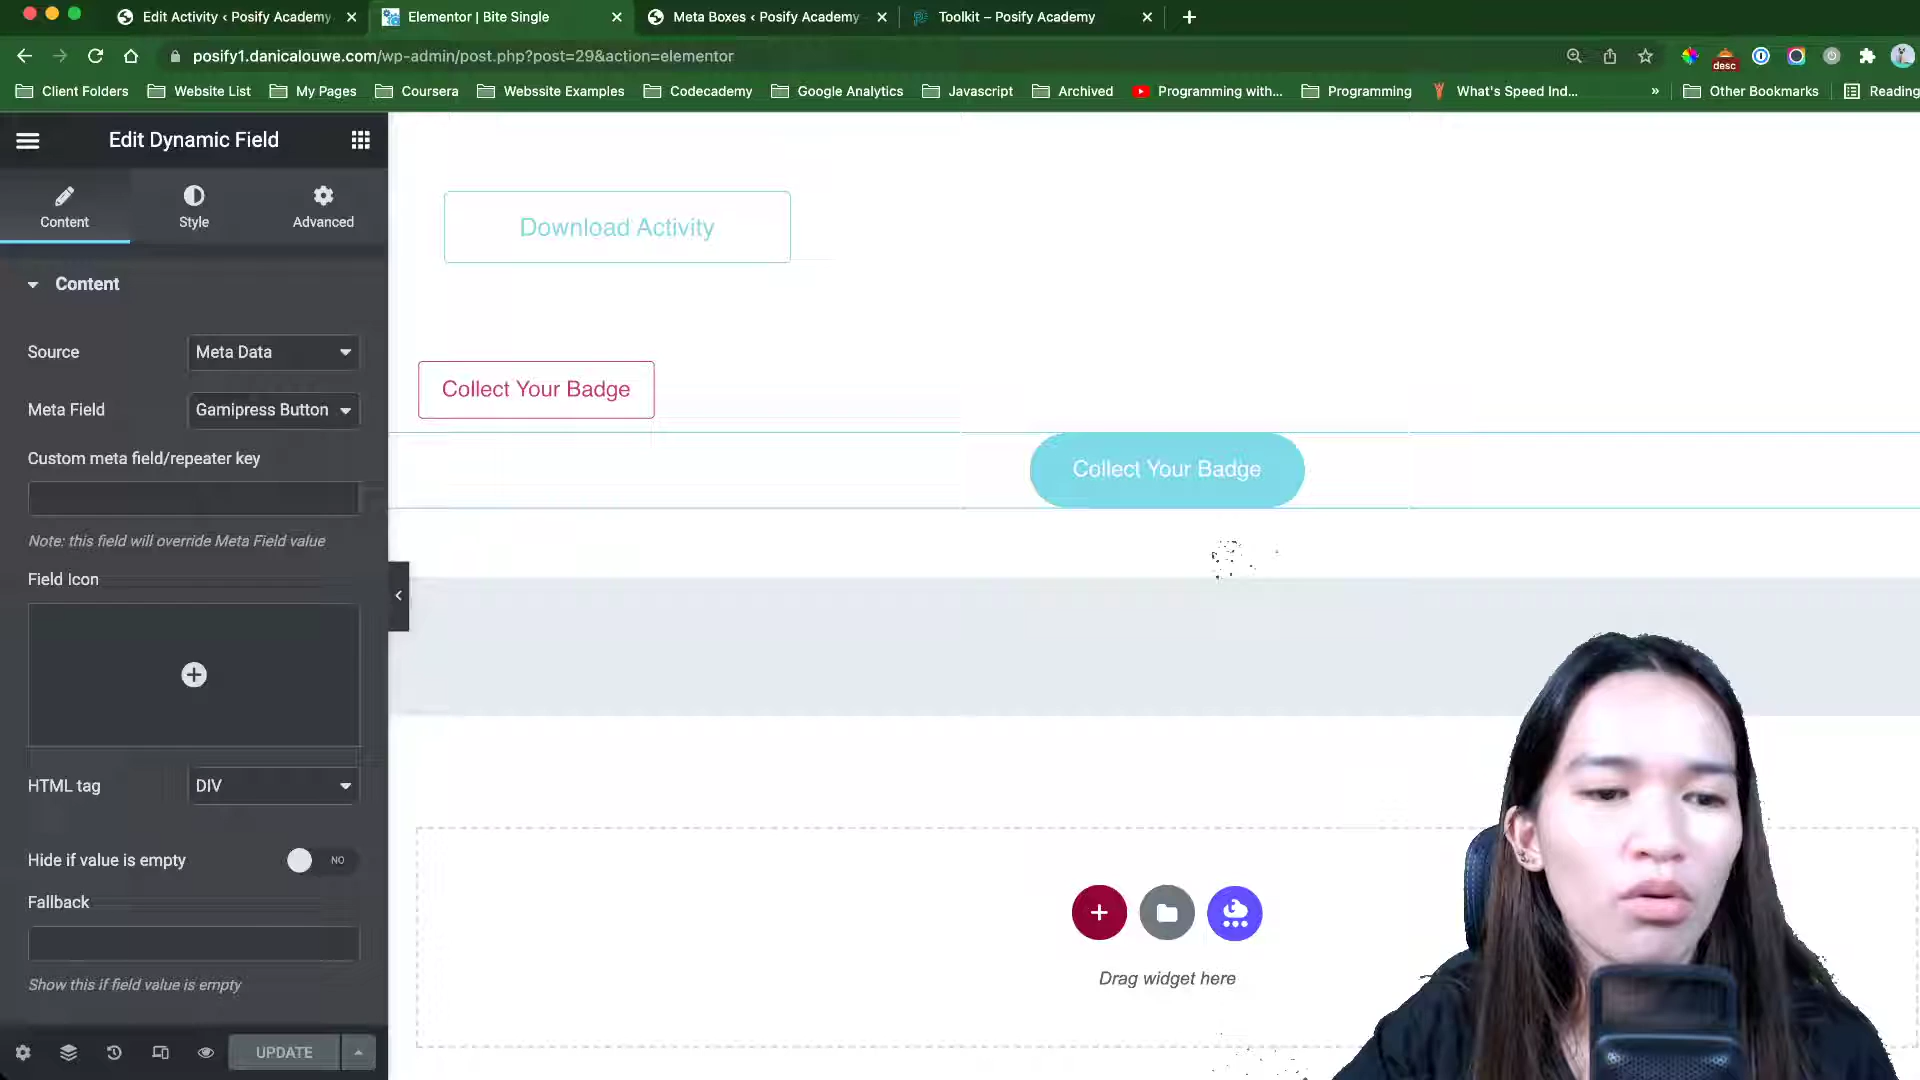 Edit Activity ‹ Posify Academy
Elementor | Bite Single
Meta Boxes ‹ Posify Academy
Toolkit – Posify Academy
posify1.danicalouwe.com/wp-admin/post.php?post=29&action=elementor
desc
Client Folders
Website List
My Pages
Coursera
Webssite Examples
Codecademy
Google Analytics
Javascript
Archived
Programming with...
Programming
What's Speed Ind...
»
Other Bookmarks
Reading
Edit Dynamic Field
Content
Style
Advanced
Content
Source
Meta Data
Meta Field
Gamipress Button
Custom meta field/repeater key
Note: this field will override Meta Field value
Field Icon
HTML tag
DIV
Hide if value is empty
NO
Fallback
Show this if field value is empty
UPDATE
Download Activity
Collect Your Badge
Collect Your Badge
Drag widget here